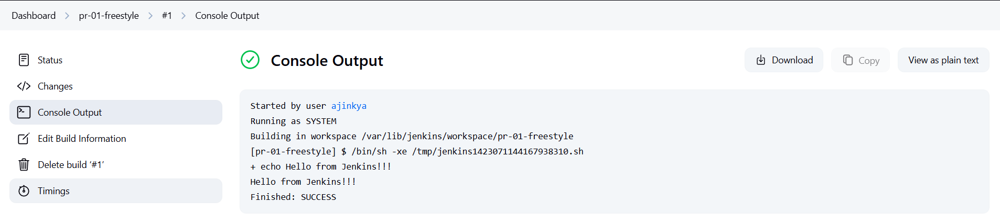 Dashboard > pr-01-freestyle > #1 > Console Output
Status
Changes
Console Output
Edit Build Information
Delete build ‘#1’
Timings
Console Output
Download
Copy
View as plain text
Started by user ajinkya
Running as SYSTEM
Building in workspace /var/lib/jenkins/workspace/pr-01-freestyle
[pr-01-freestyle] $ /bin/sh -xe /tmp/jenkins1423071144167938310.sh
+ echo Hello from Jenkins!!!
Hello from Jenkins!!!
Finished: SUCCESS